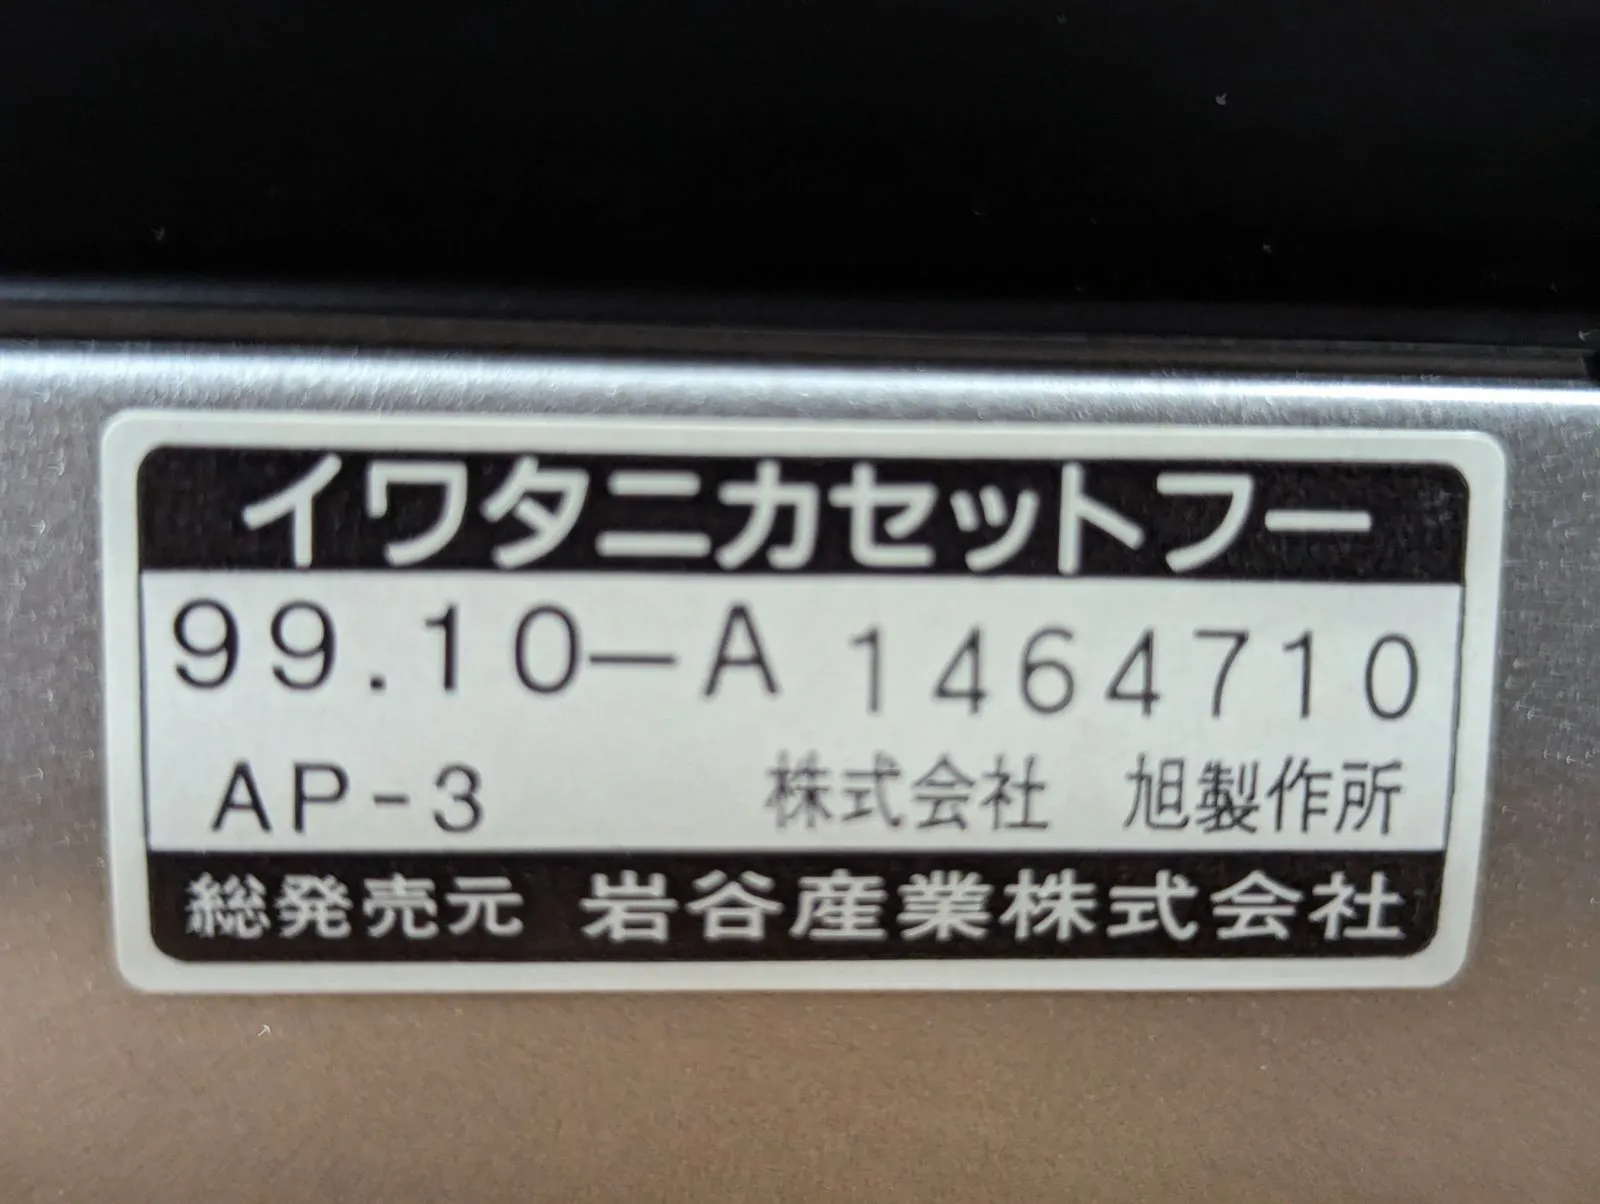 イワタニカセットフー
99.10-A 1464710
AP-3 株式会社 旭製作所
総発売元 岩谷産業株式会社